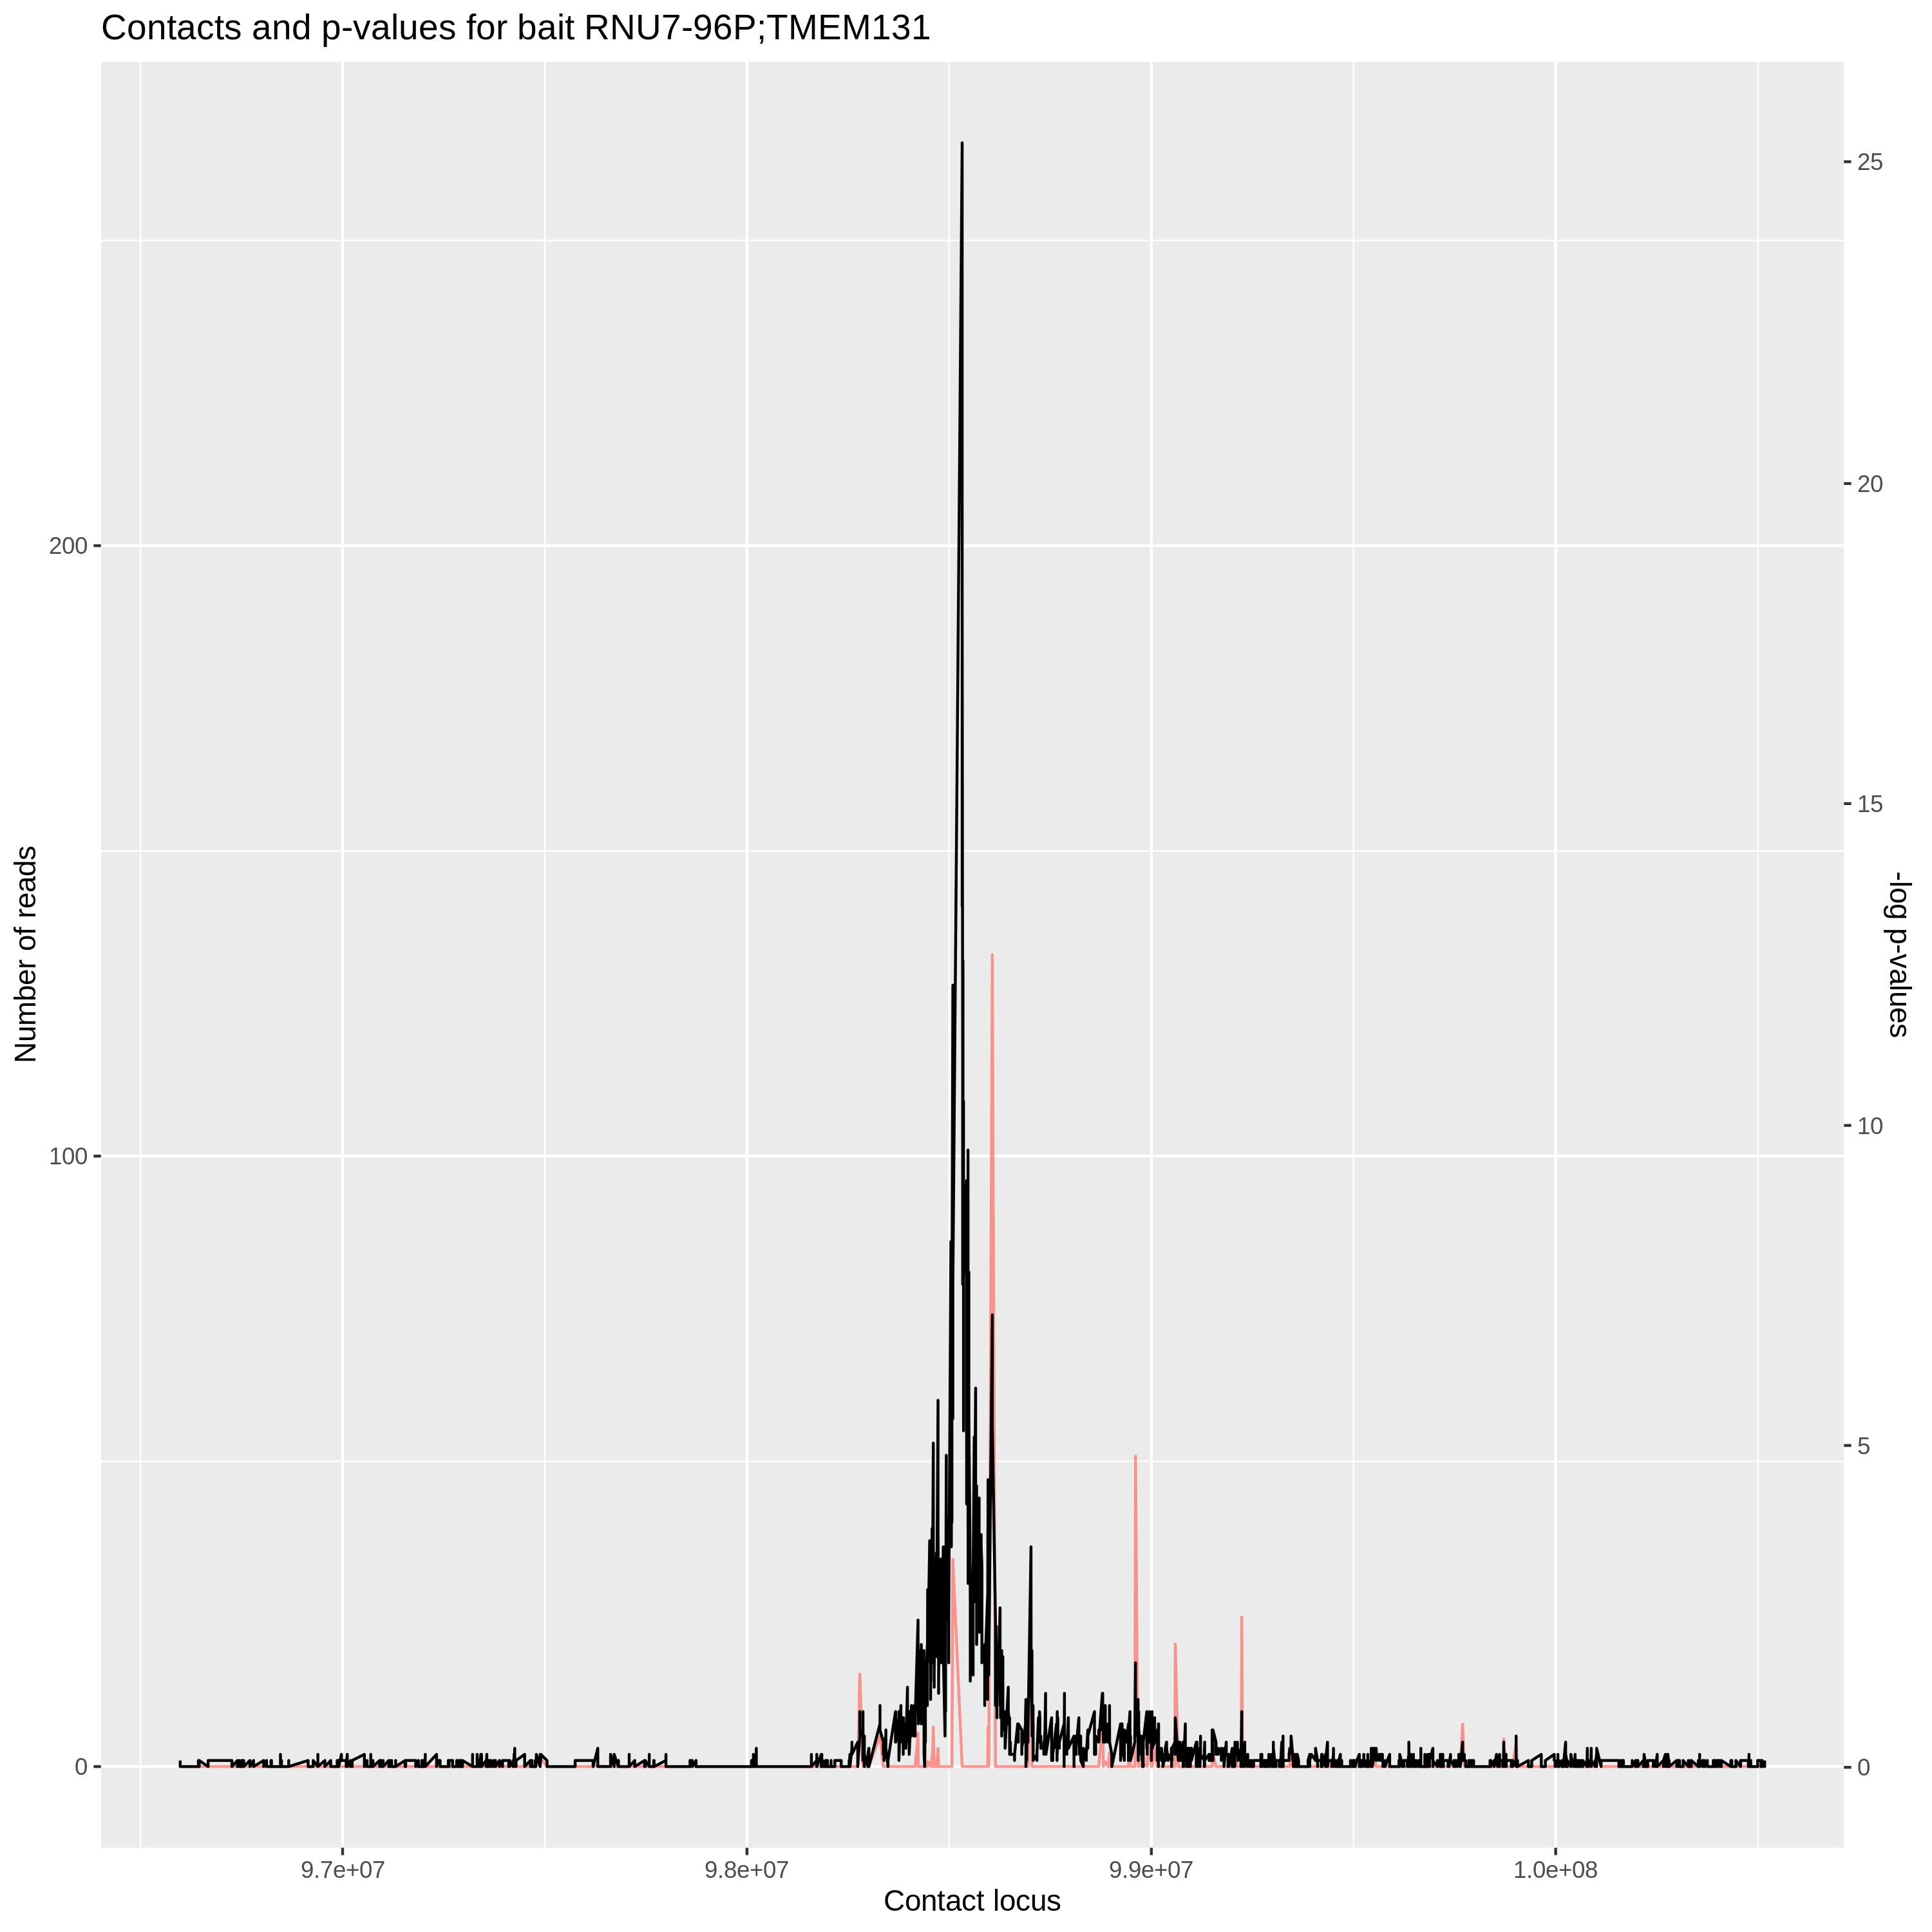 Contacts and p-values for bait RNU7-96P;TMEM131
25
20
200
15
Number of reads
-log p-values
100
10
5
0
0
9.7e+07
9.8e+07
9.9e+07
1.0e+08
Contact locus